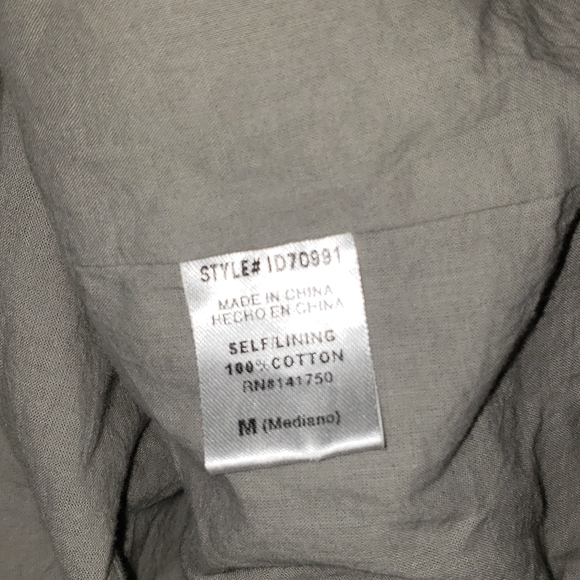 STYLE# ID70991
MADE IN CHINA
HECHO EN CHINA
SELF/LINING
100% COTTON
RN#141750
M (Mediano)